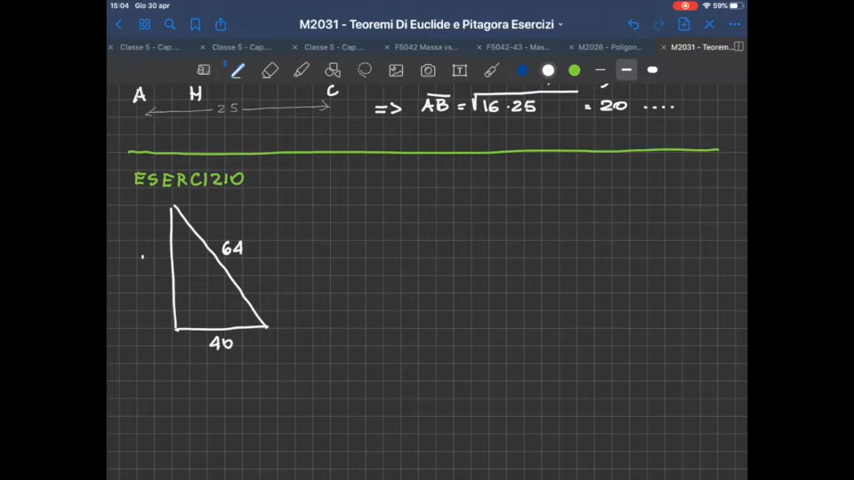 15:04 Gio 30 apr
59%
M2031 - Teoremi Di Euclide e Pitagora Esercizi
Classe 5 - Cap...
Classe 5 - Cap...
Classe 5 - Cap...
F5042 Massa vs...
F5042-43 - Mas...
M2026 - Poligon...
M2031 - Teorem...
A H C
25
=> AB = √16·25 = 20 ....
ESERCIZIO
64
40